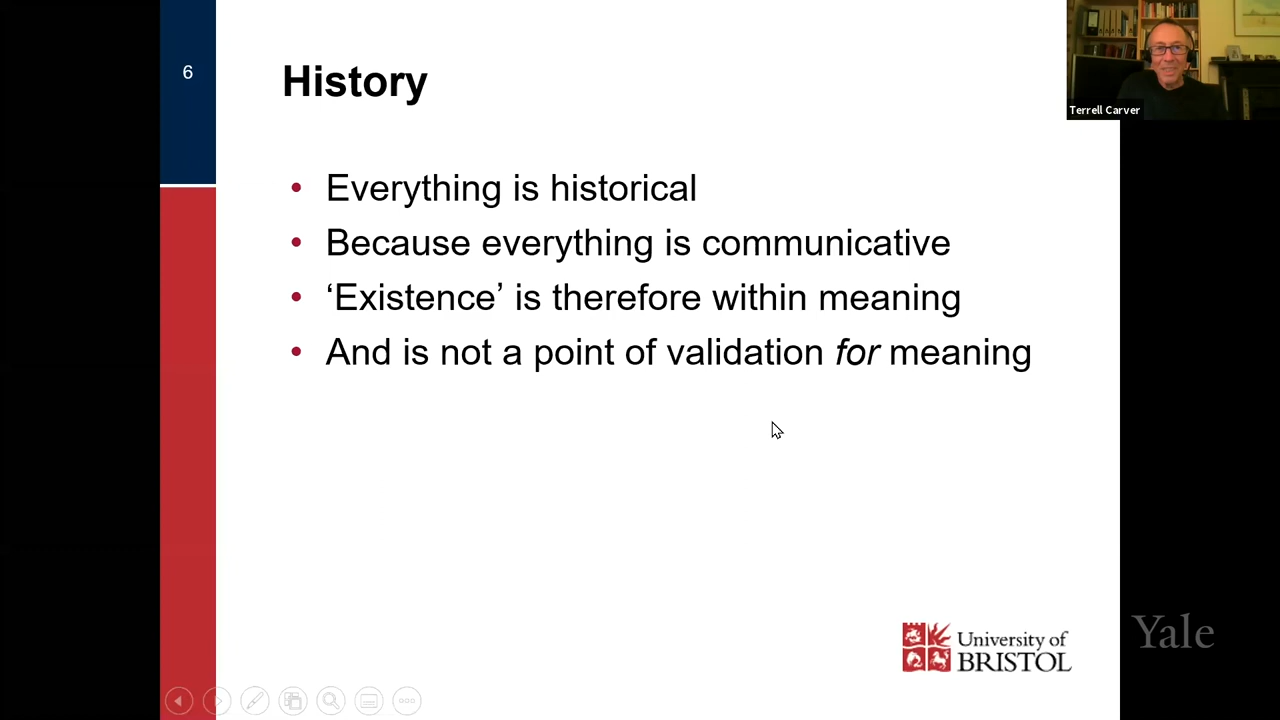 6
History
Terrell Carver
• Everything is historical
• Because everything is communicative
• ‘Existence’ is therefore within meaning
• And is not a point of validation for meaning
University of
BRISTOL
Yale